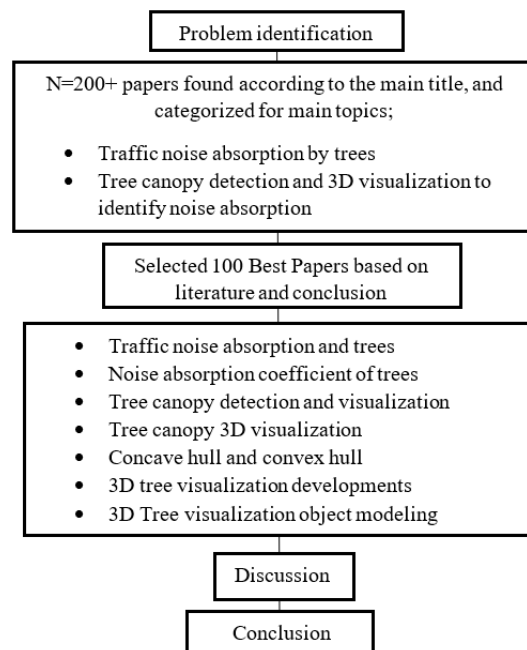 Problem identification
N=200+ papers found according to the main title, and
categorized for main topics;
• Traffic noise absorption by trees
• Tree canopy detection and 3D visualization to
identify noise absorption
Selected 100 Best Papers based on
literature and conclusion
• Traffic noise absorption and trees
• Noise absorption coefficient of trees
• Tree canopy detection and visualization
• Tree canopy 3D visualization
• Concave hull and convex hull
• 3D tree visualization developments
• 3D Tree visualization object modeling
Discussion
Conclusion